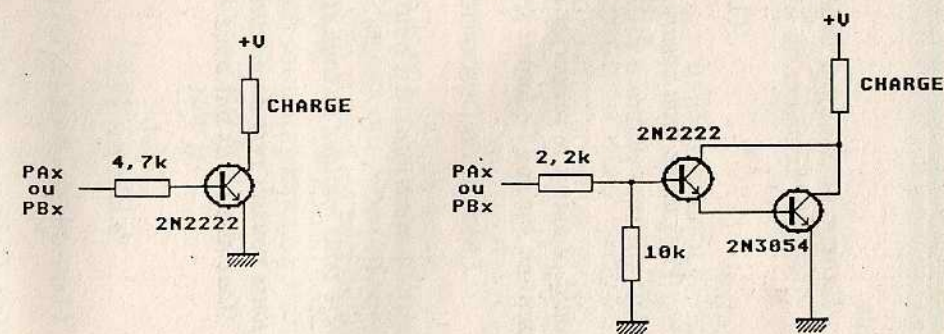 +V
CHARGE
4,7k
PAx
ou
PBx
2N2222
+V
CHARGE
2N2222
2,2k
PAx
ou
PBx
10k
2N3054